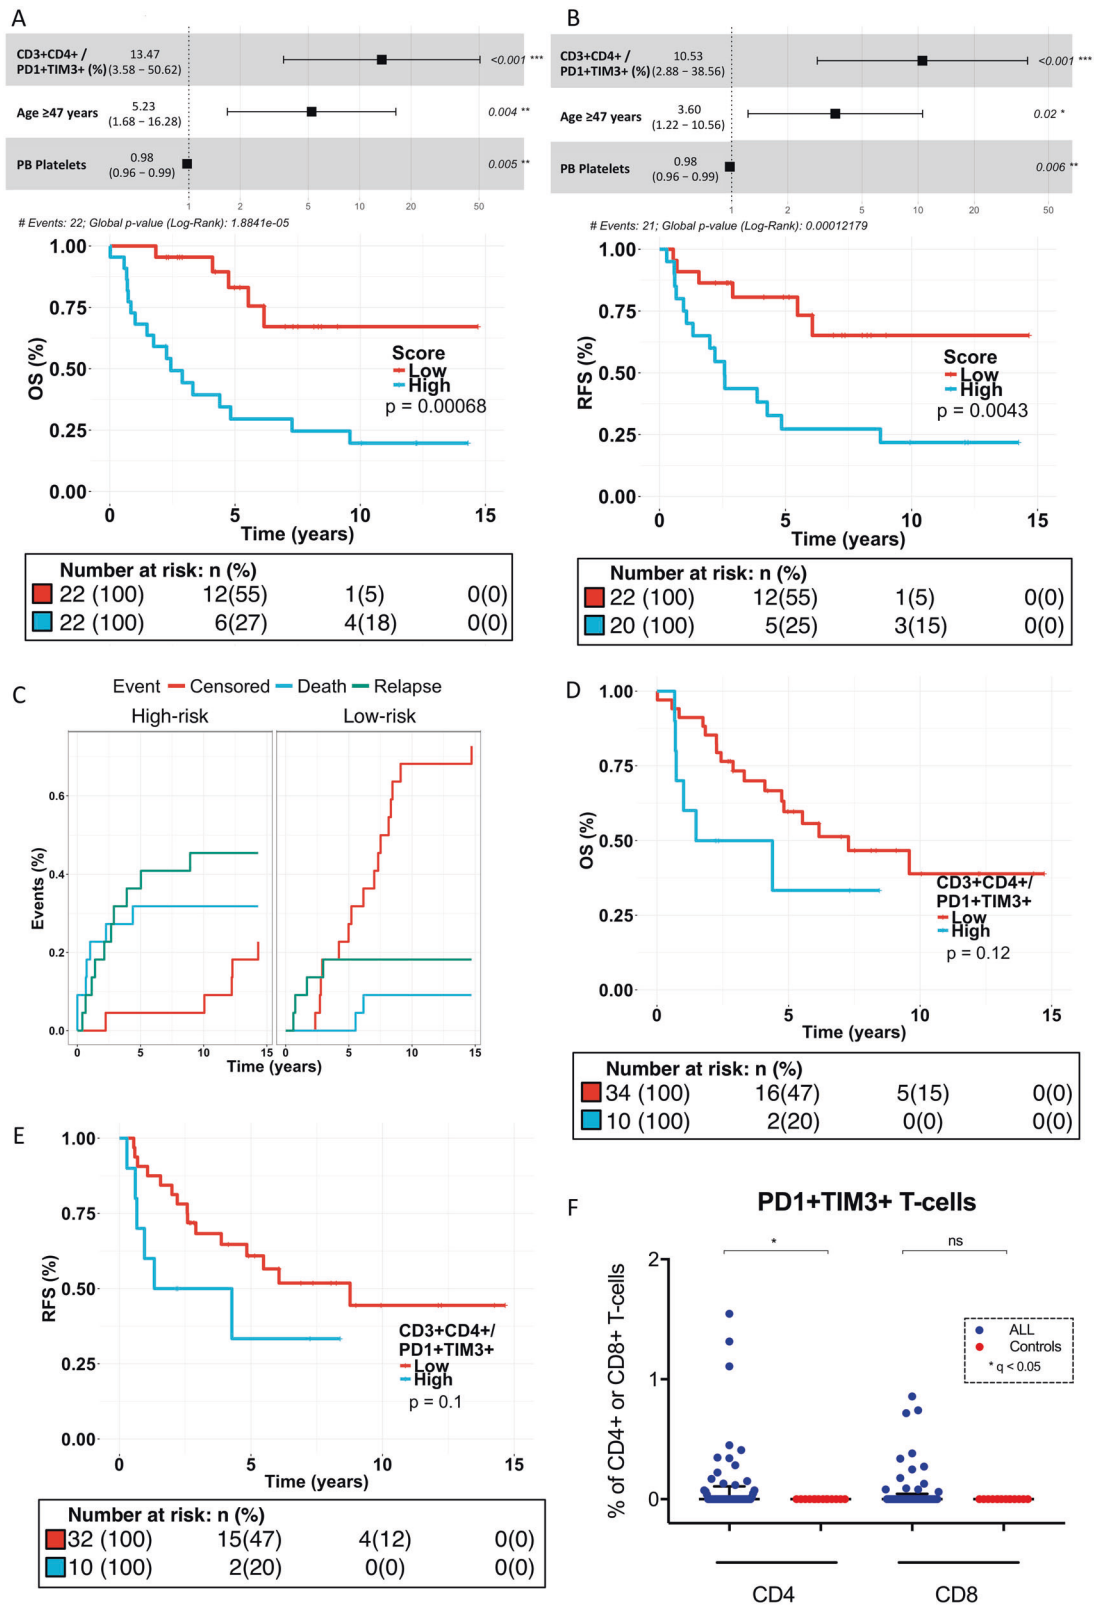 A
CD3+CD4+ /
PD1+TIM3+ (%)
13.47
(3.58 – 50.62)
<0.001 ***
Age ≥47 years
5.23
(1.68 – 16.28)
0.004 **
PB Platelets
0.98
(0.96 – 0.99)
0.005 **
1 2 5 10 20 50
# Events: 22; Global p-value (Log-Rank): 1.8841e-05
1.00
0.75
0.50
0.25
0.00
OS (%)
Score
Low
High
p = 0.00068
0 5 10 15
Time (years)
Number at risk: n (%)
22 (100) 12(55) 1(5) 0(0)
22 (100) 6(27) 4(18) 0(0)
B
CD3+CD4+ /
PD1+TIM3+ (%)
10.53
(2.88 – 38.56)
<0.001 ***
Age ≥47 years
3.60
(1.22 – 10.56)
0.02 *
PB Platelets
0.98
(0.96 – 0.99)
0.006 **
1 2 5 10 20 50
# Events: 21; Global p-value (Log-Rank): 0.00012179
1.00
0.75
0.50
0.25
0.00
RFS (%)
Score
Low
High
p = 0.0043
0 5 10 15
Time (years)
Number at risk: n (%)
22 (100) 12(55) 1(5) 0(0)
20 (100) 5(25) 3(15) 0(0)
C
Event Censored Death Relapse
High-risk Low-risk
0.6
0.4
0.2
0.0
Events (%)
0 5 10 15 0 5 10 15
Time (years)
D
1.00
0.75
0.50
0.25
0.00
OS (%)
CD3+CD4+/
PD1+TIM3+
Low
High
p = 0.12
0 5 10 15
Time (years)
Number at risk: n (%)
34 (100) 16(47) 5(15) 0(0)
10 (100) 2(20) 0(0) 0(0)
E
1.00
0.75
0.50
0.25
0.00
RFS (%)
CD3+CD4+/
PD1+TIM3+
Low
High
p = 0.1
0 5 10 15
Time (years)
Number at risk: n (%)
32 (100) 15(47) 4(12) 0(0)
10 (100) 2(20) 0(0) 0(0)
F
PD1+TIM3+ T-cells
% of CD4+ or CD8+ T-cells
2
1
0
* ns
ALL
Controls
* q < 0.05
CD4 CD8